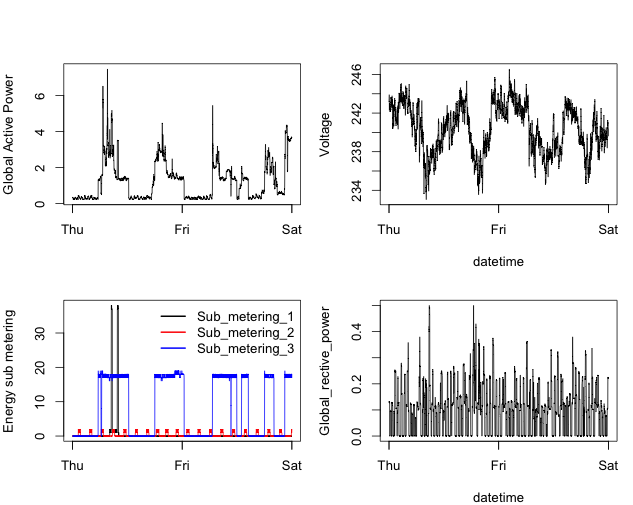 Global Active Power
0 2 4 6
Thu Fri Sat
Voltage
234 238 242 246
Thu Fri Sat
datetime
Energy sub metering
0 10 20 30
Sub_metering_1
Sub_metering_2
Sub_metering_3
Thu Fri Sat
Global_rective_power
0.0 0.2 0.4
Thu Fri Sat
datetime